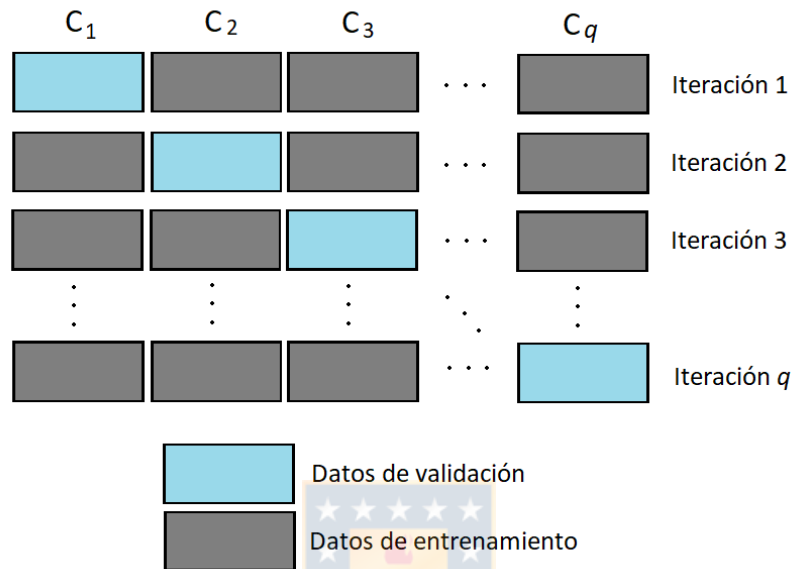 C1 C2 C3 Cq
... Iteración 1
... Iteración 2
... Iteración 3
... Iteración q
Datos de validación
Datos de entrenamiento